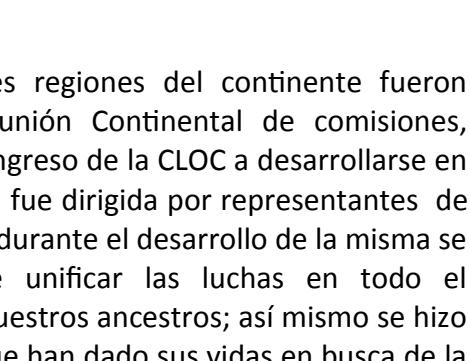 es regiones del continente fueron
unión Continental de comisiones,
ngreso de la CLOC a desarrollarse en
fue dirigida por representantes de
durante el desarrollo de la misma se
e unificar las luchas en todo el
uestros ancestros; así mismo se hizo
ue han dado sus vidas en busca de la